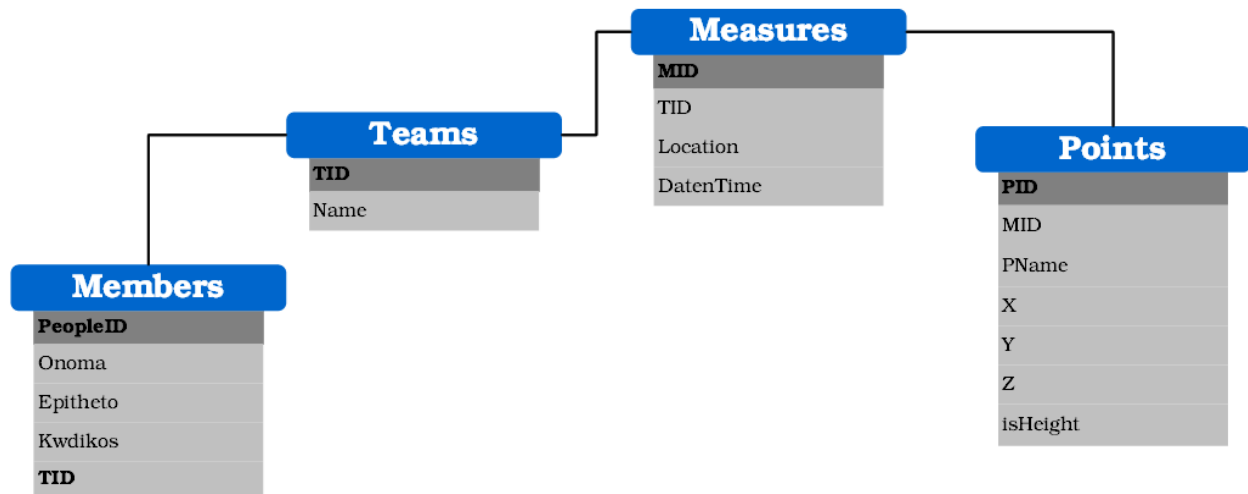 Measures
MID
TID
Location
DatenTime
Teams
TID
Name
Points
PID
MID
PName
X
Y
Z
isHeight
Members
PeopleID
Onoma
Epitheto
Kwdikos
TID